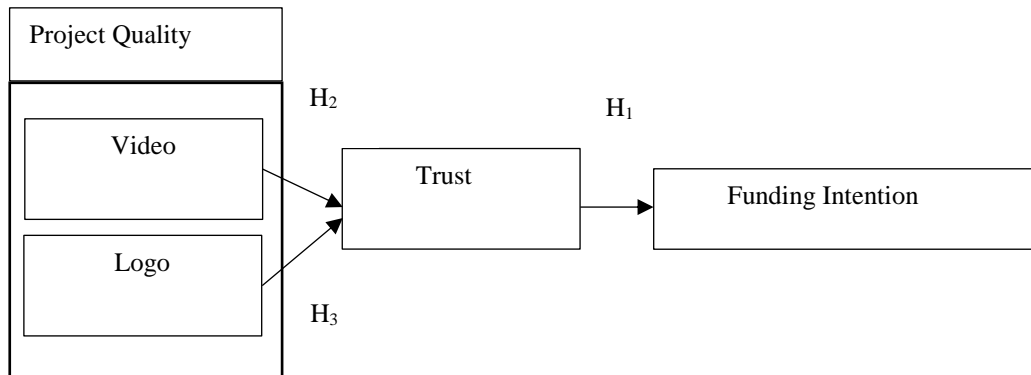 Project Quality
H₂
H₁
Video
Trust
Funding Intention
Logo
H₃